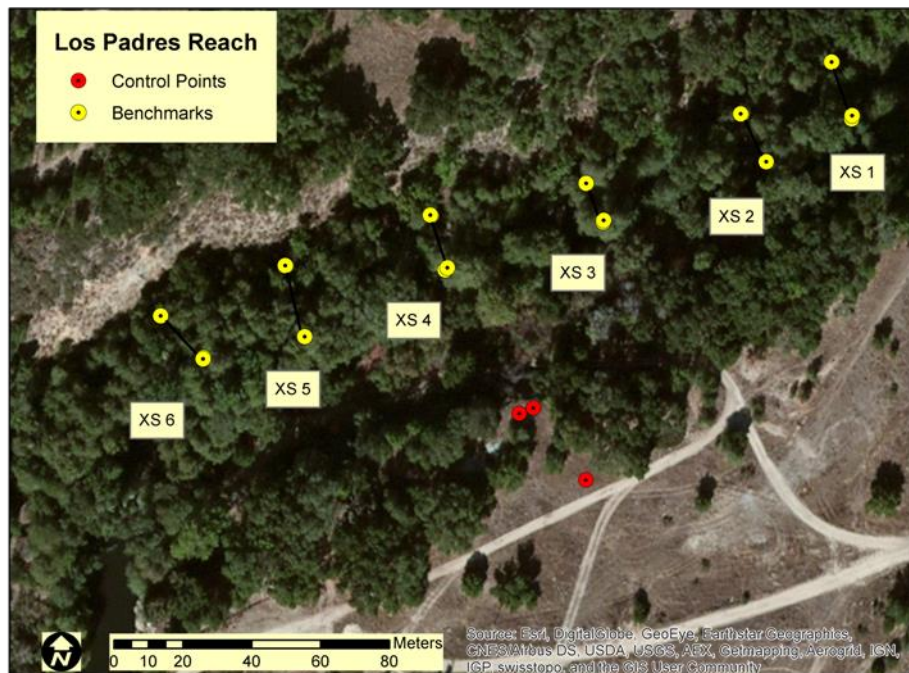 Los Padres Reach
Control Points
Benchmarks
XS 1
XS 2
XS 3
XS 4
XS 5
XS 6
N
Meters
0 20 40 60 80
Source: Esri, DigitalGlobe, GeoEye, Earthstar Geographics,
CNES/Airbus DS, USDA, USGS, AEX, Getmapping, Aerogrid, IGN,
IGP, swisstopo, and the GIS User Community